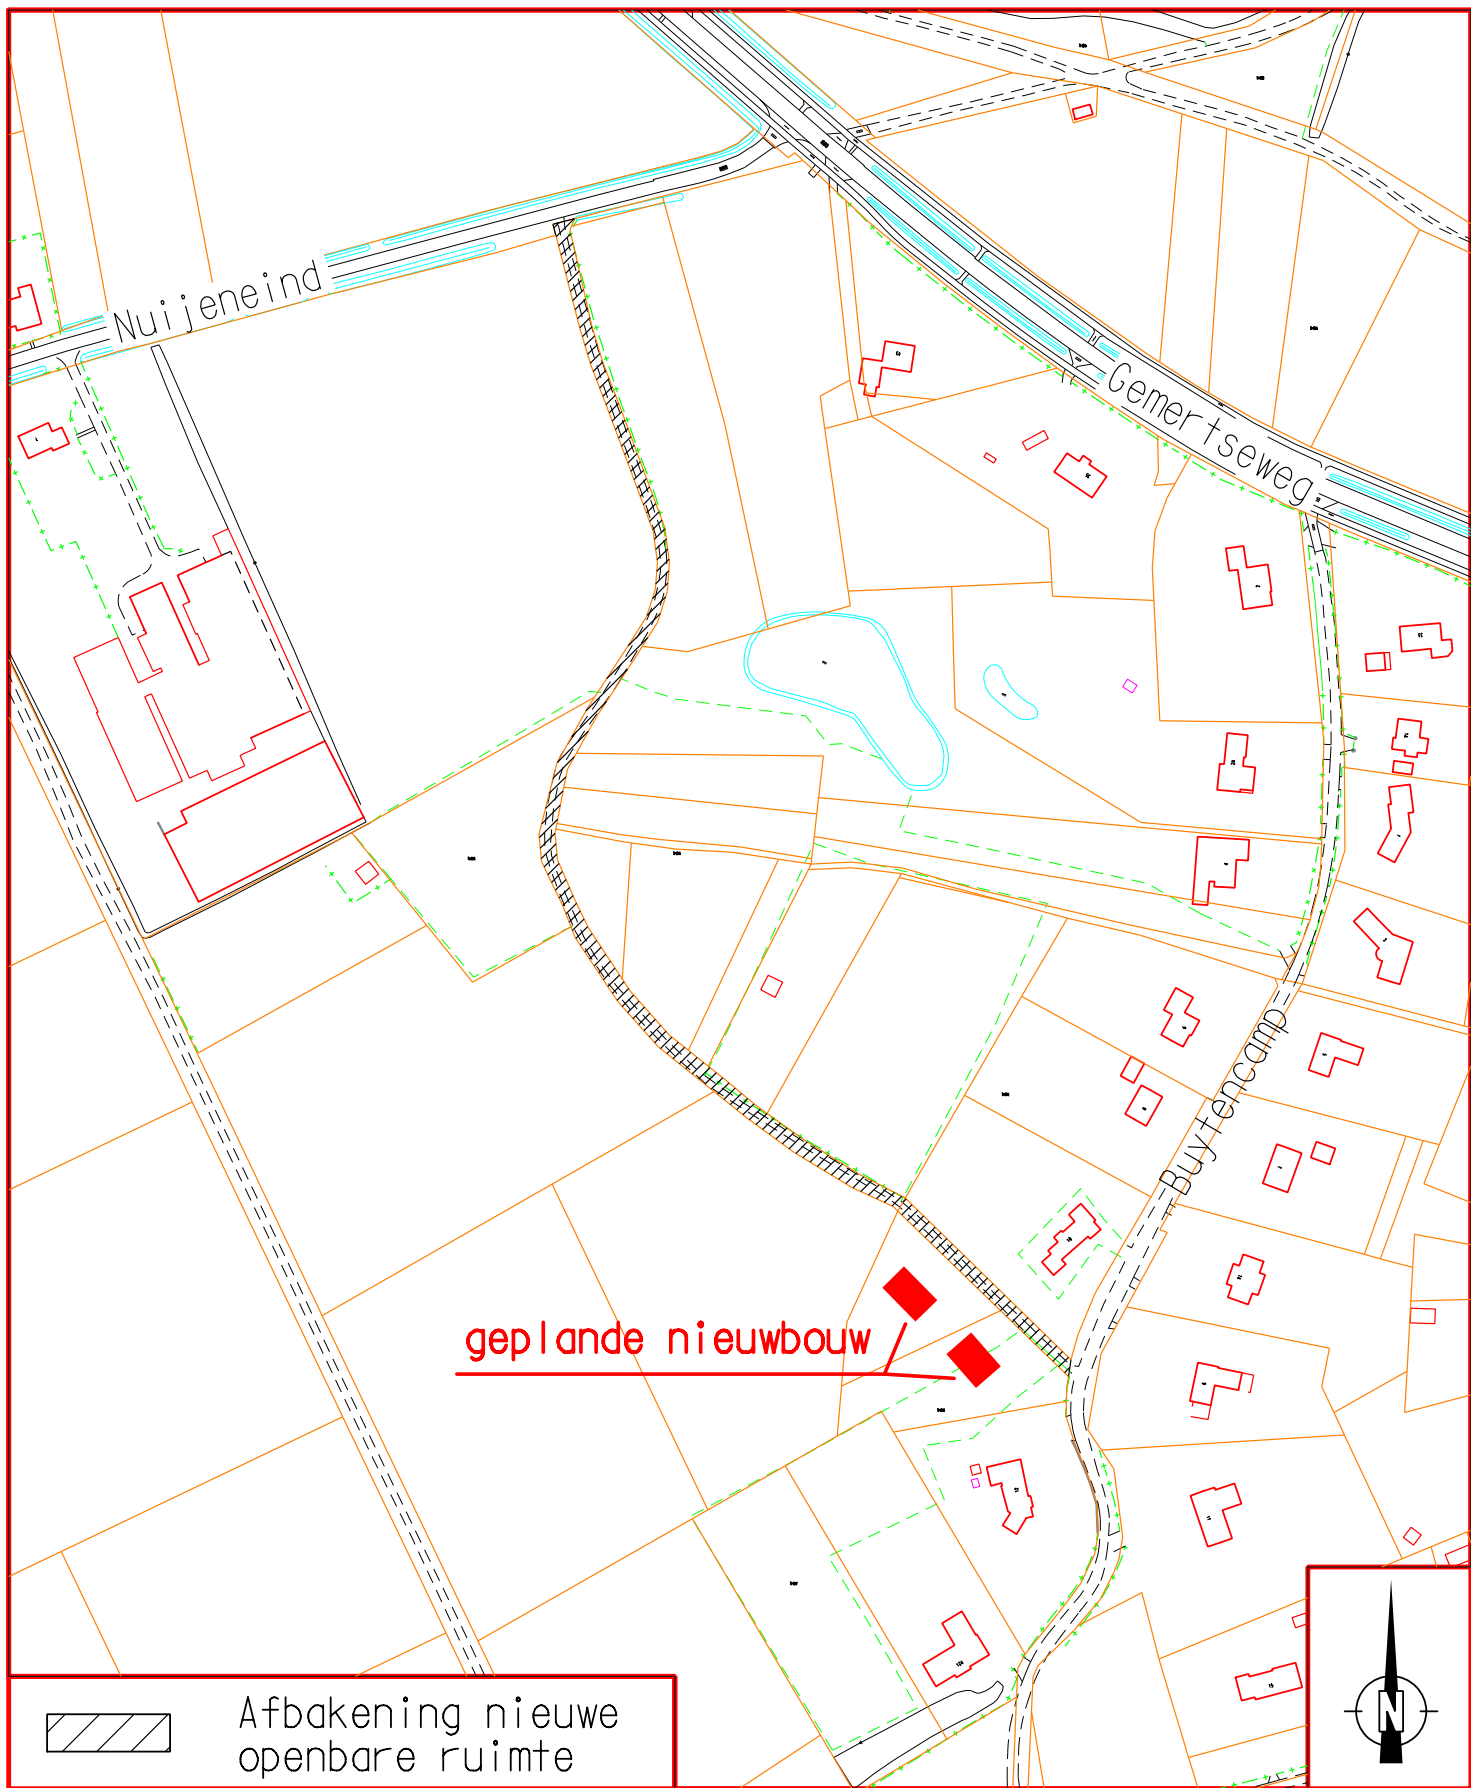 Nuijeneind
Gemertseweg
Buytencamp
geplande nieuwbouw
Afbakening nieuwe
openbare ruimte
N